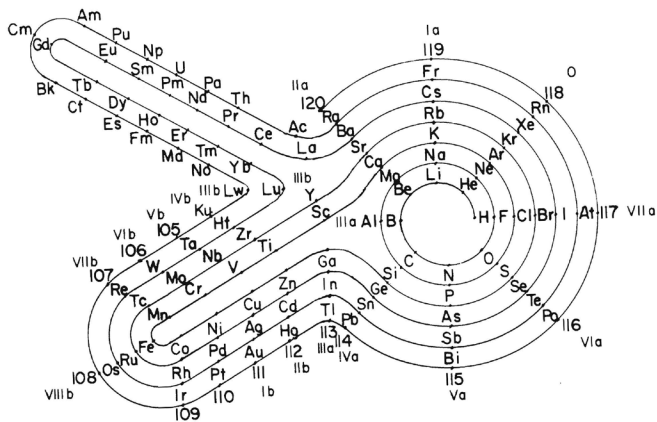 Am
Cm
Pu
Ia
Gd
Eu
Np
119
Sm
U
Fr
O
Bk
Tb
Pm
Pa
IIa
Cs
118
Ct
Dy
Nd
Th
120
Rn
Es
Ho
Pr
Ra
Rb
Xe
Fm
Er
Ce
Ac
Ba
K
Kr
Md
Tm
La
Sr
Na
Ar
No
Yb
IIIb
Ca
Li
Ne
IIIb
Lw
Lu
Y
Mg
Be
He
IVb
Ku
Sc
IIIa
Al
B
H
F
Cl
Br
I
At
117
VIIa
Vb
105
Ht
Zr
Ti
VIb
106
Ta
Nb
V
Ga
Si
C
N
O
S
VIIb
107
W
Mo
Cr
Zn
In
Ge
P
Se
Re
Tc
Mn
Cu
Cd
Tl
Sn
As
Te
Fe
Ni
Ag
Hg
113
Pb
Sb
Po
116
Ru
Co
Pd
Au
112
IIIa
114
Bi
VIa
108
Os
Rh
Pt
111
IIb
IVa
115
VIIIb
Ir
110
Ib
Va
109